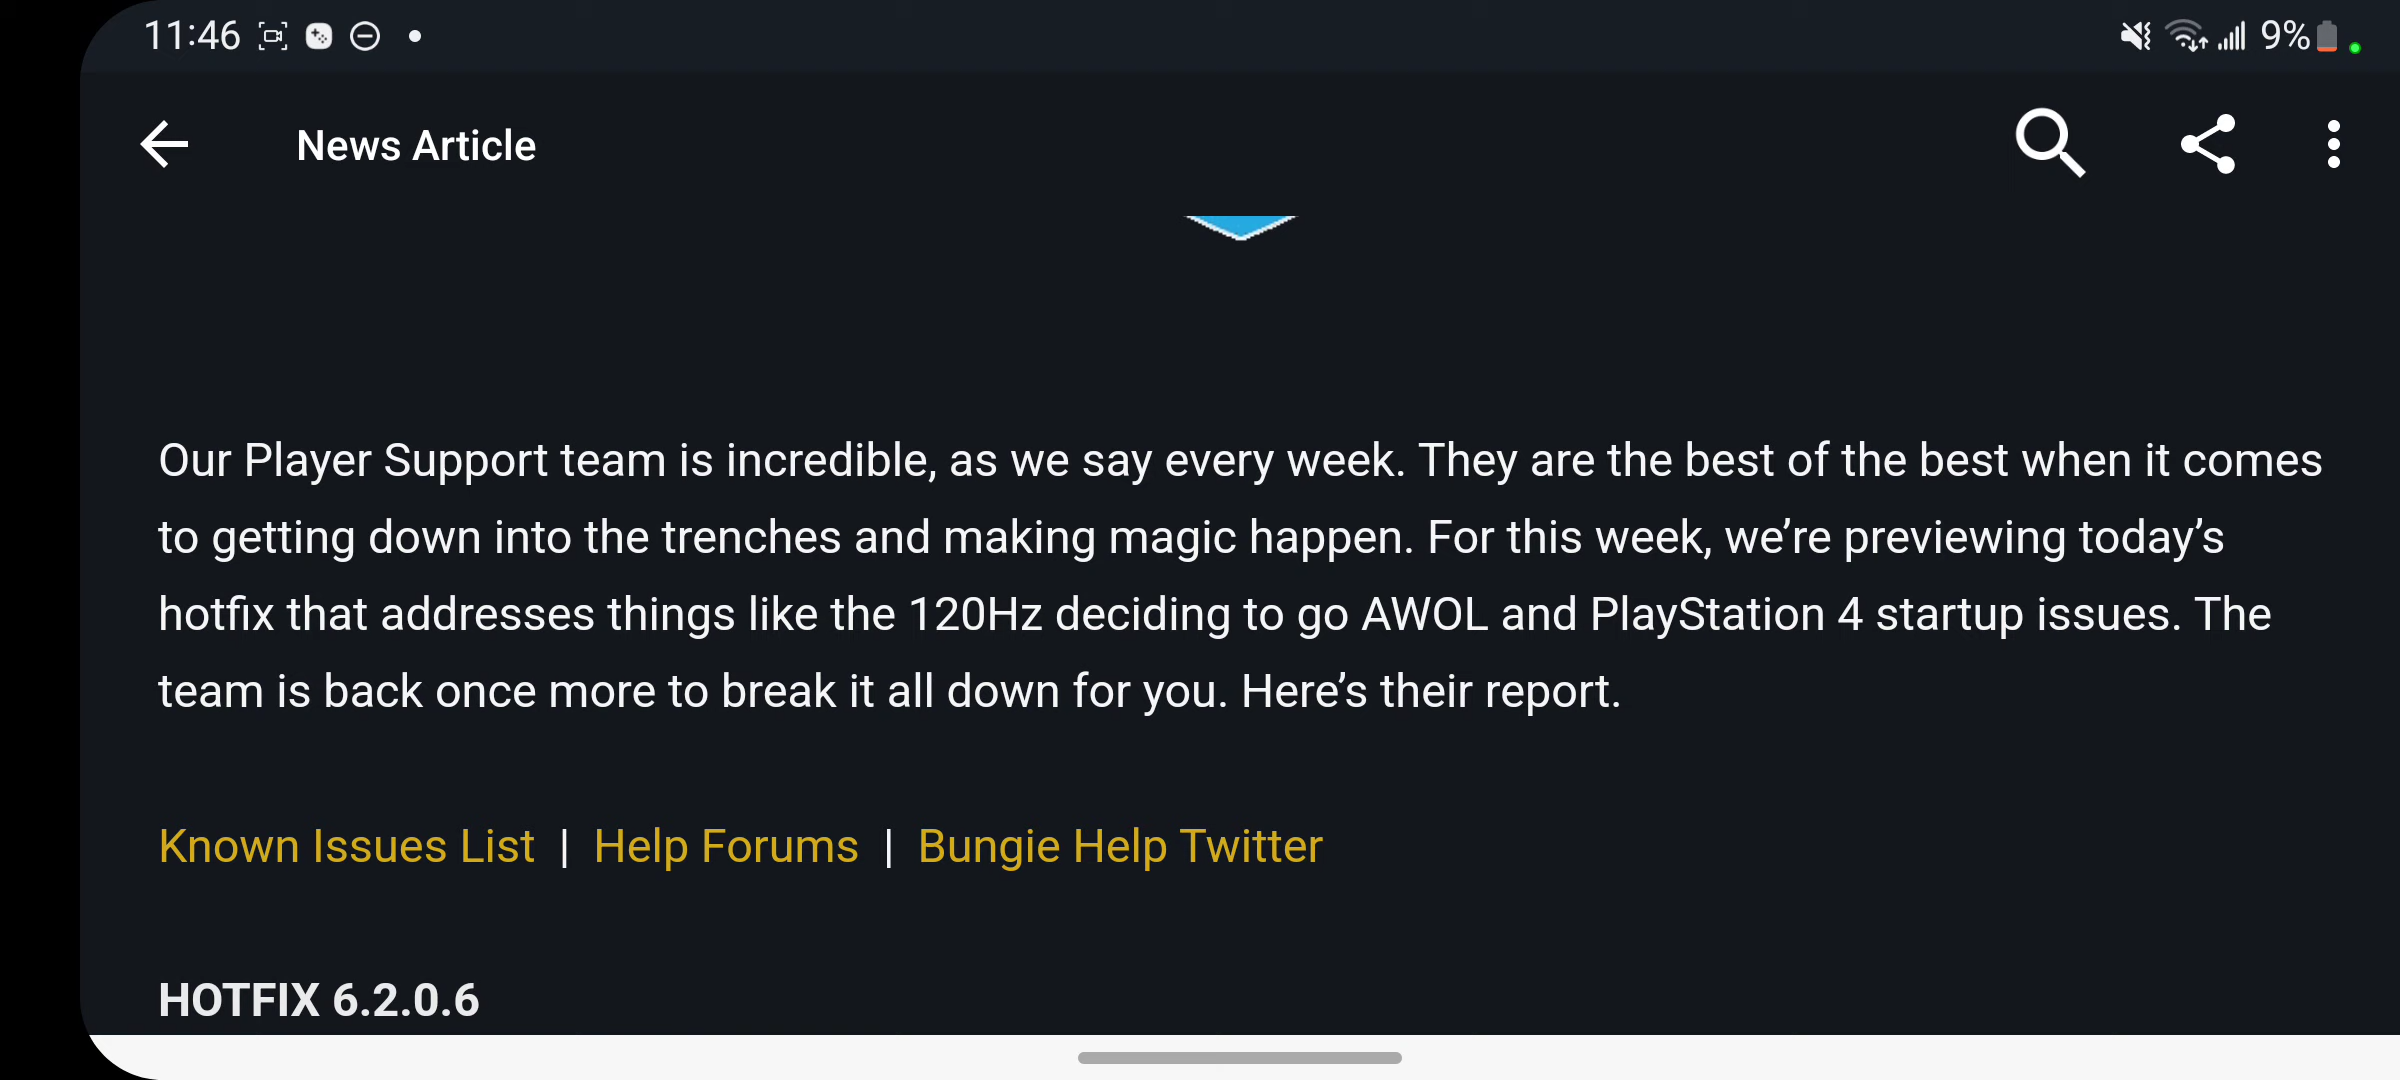 11:46
9%
News Article
Our Player Support team is incredible, as we say every week. They are the best of the best when it comes
to getting down into the trenches and making magic happen. For this week, we’re previewing today’s
hotfix that addresses things like the 120Hz deciding to go AWOL and PlayStation 4 startup issues. The
team is back once more to break it all down for you. Here’s their report.
Known Issues List | Help Forums | Bungie Help Twitter
HOTFIX 6.2.0.6